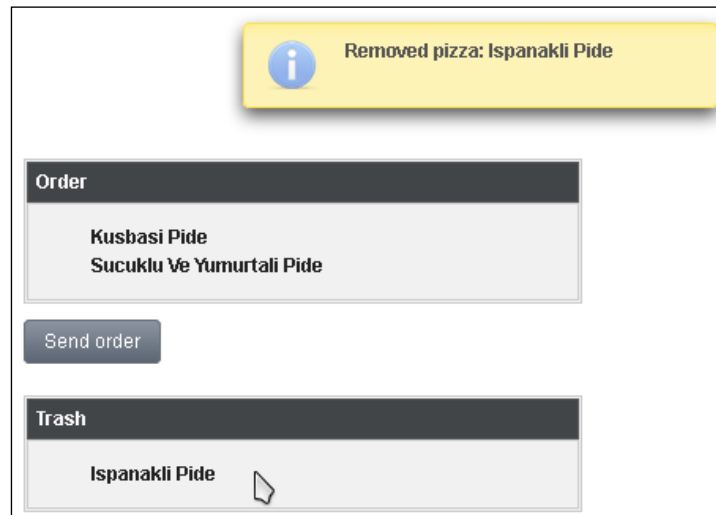 Removed pizza: Ispanakli Pide
Order
Kusbasi Pide
Sucuklu Ve Yumurtali Pide
Send order
Trash
Ispanakli Pide